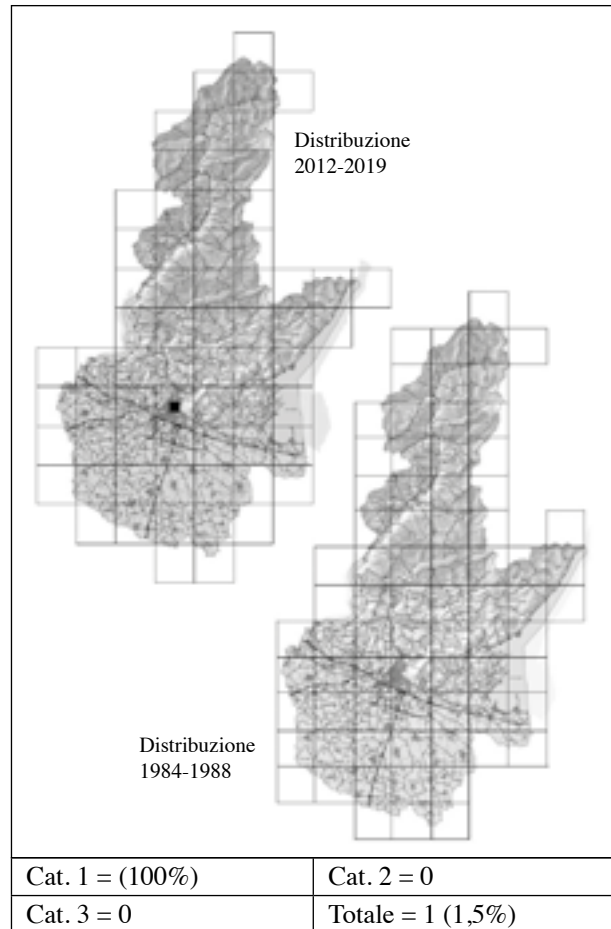 Distribuzione
2012-2019
Distribuzione
1984-1988
Cat. 1 = (100%)
Cat. 2 = 0
Cat. 3 = 0
Totale = 1 (1,5%)